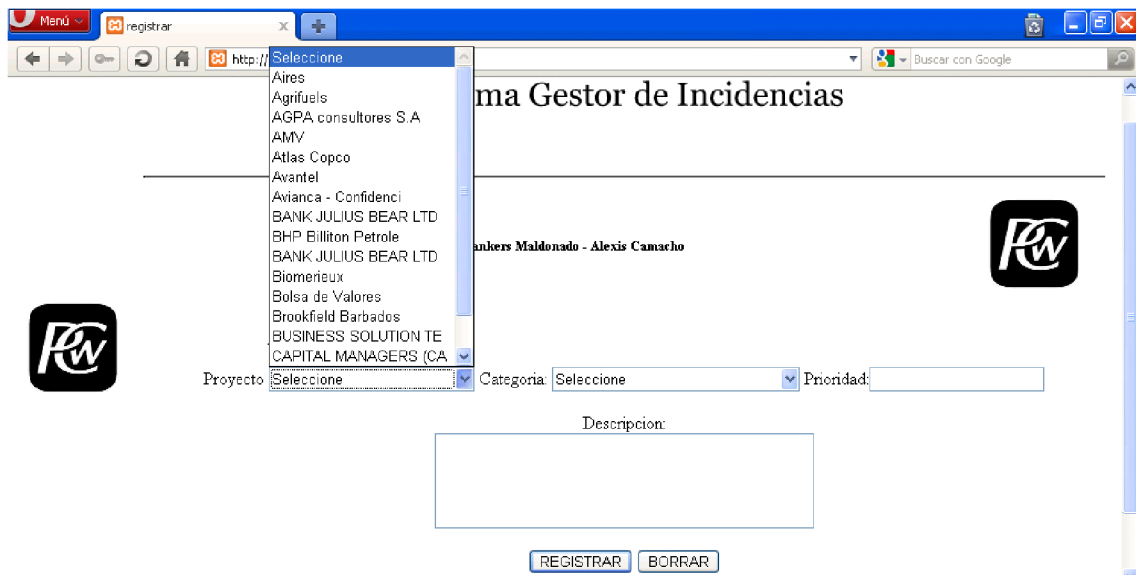 Menú
registrar
http://
Buscar con Google
ma Gestor de Incidencias
Seleccione
Aires
Agrifuels
AGPA consultores S.A
AMV
Atlas Copco
Avantel
Avianca - Confidenci
BANK JULIUS BEAR LTD
BHP Billiton Petrole
BANK JULIUS BEAR LTD
Biomerieux
Bolsa de Valores
Brookfield Barbados
BUSINESS SOLUTION TE
CAPITAL MANAGERS (CA
ankers Maldonado - Alexis Camacho
PCW
PCW
Proyecto Seleccione Categoria: Seleccione Prioridad:
Descripcion:
REGISTRAR BORRAR